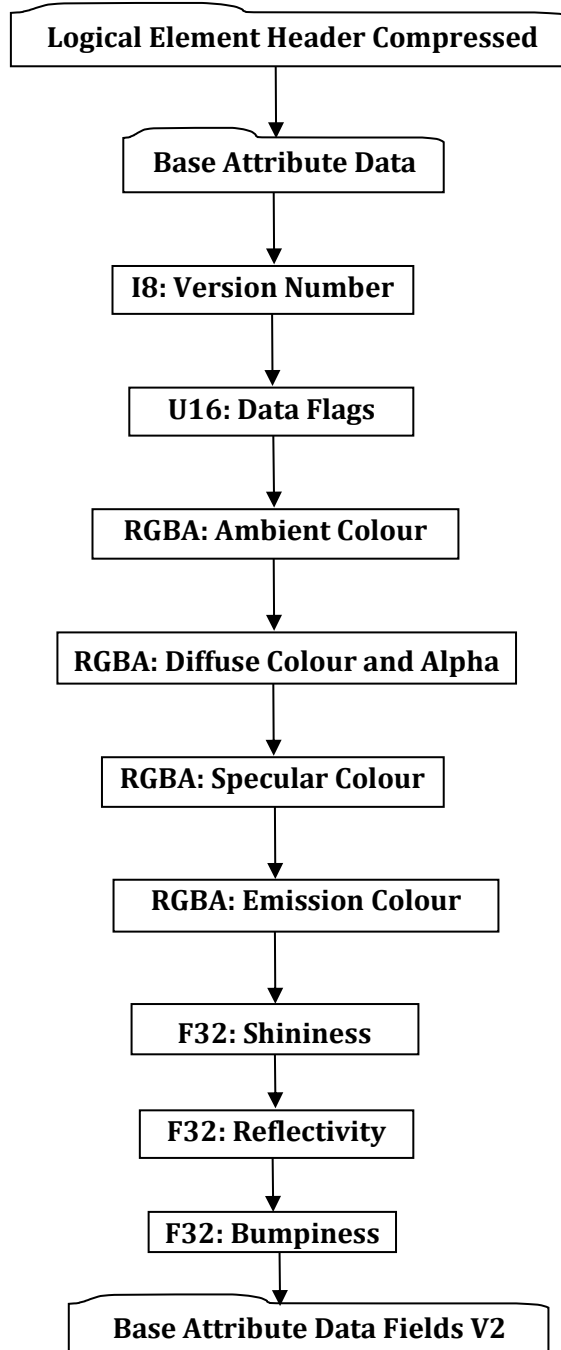 Logical Element Header Compressed
Base Attribute Data
I8: Version Number
U16: Data Flags
RGBA: Ambient Colour
RGBA: Diffuse Colour and Alpha
RGBA: Specular Colour
RGBA: Emission Colour
F32: Shininess
F32: Reflectivity
F32: Bumpiness
Base Attribute Data Fields V2